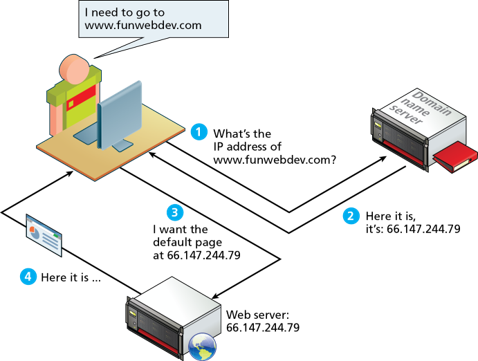 I need to go to
www.funwebdev.com
1
What's the
IP address of
www.funwebdev.com?
Domain
name
server
2
Here it is,
it's: 66.147.244.79
3
I want the
default page
at 66.147.244.79
4 Here it is ...
Web server:
66.147.244.79